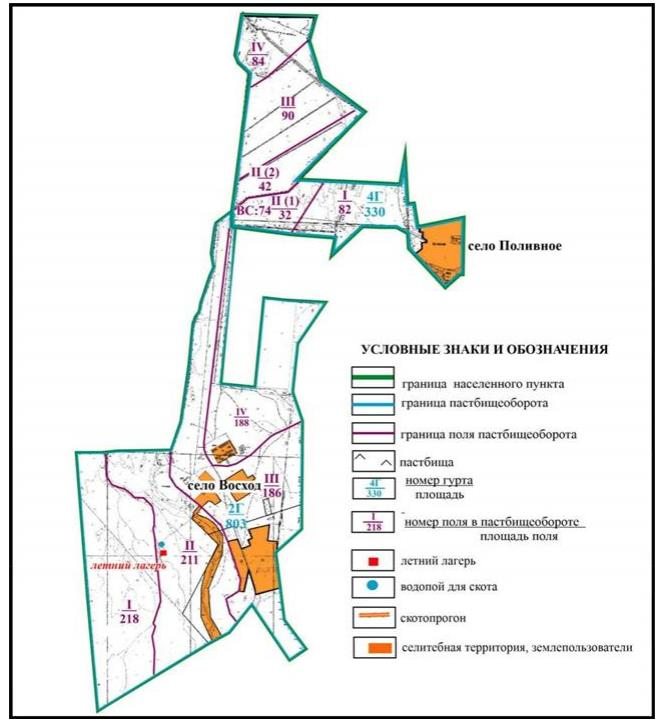 IV
84
III
90
II (2)
42
II (1)
ВС:74 32
I
82
4Г
330
село Поливное
УСЛОВНЫЕ ЗНАКИ И ОБОЗНАЧЕНИЯ
граница населенного пункта
граница пастбищеоборота
граница поля пастбищеоборота
пастбища
4Г
330
номер гурта
площадь
I
218
номер поля в пастбищеобороте
площадь поля
летний лагерь
водопой для скота
скотопрогон
селитебная территория, землепользователи
IV
188
село Восход
III
186
2Г
803
II
211
летний лагерь
I
218